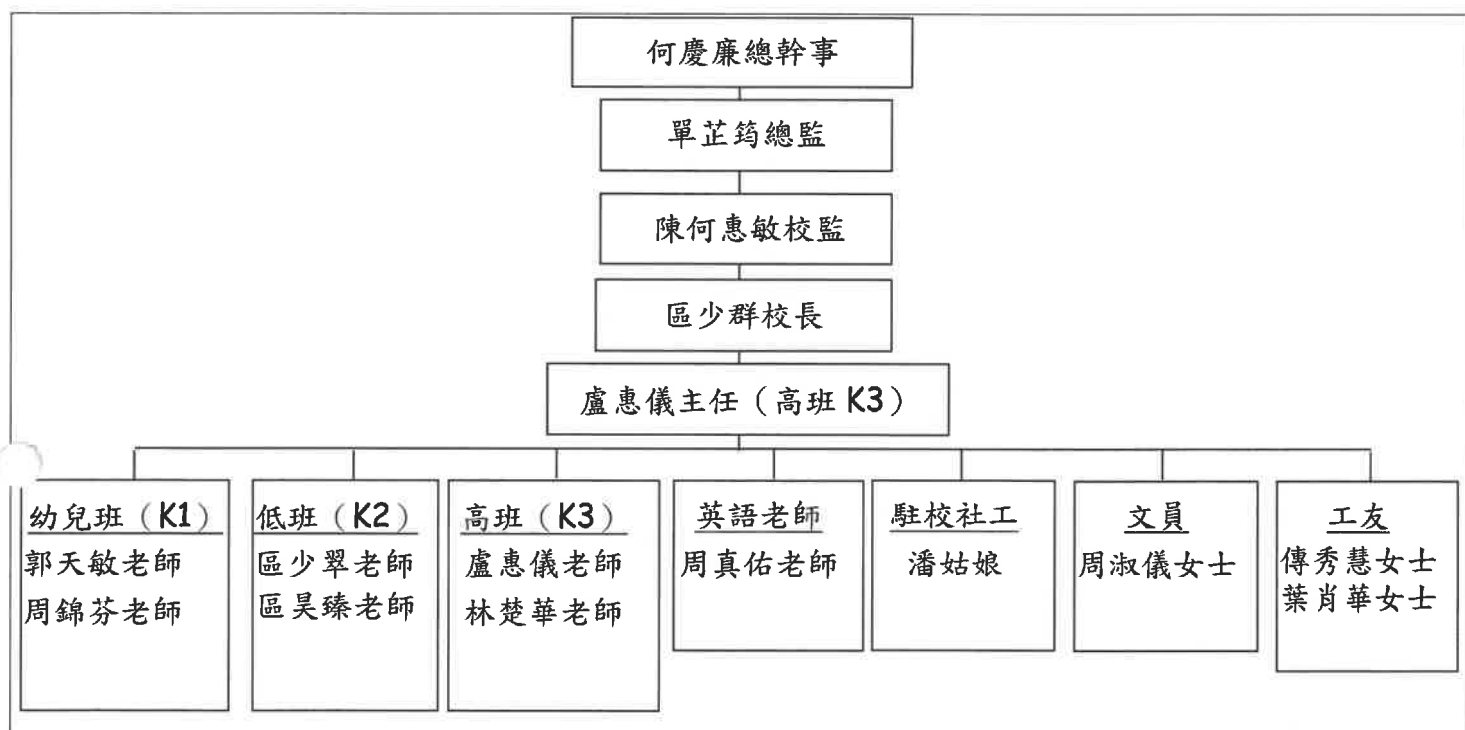 何慶廉總幹事
單芷筠總監
陳何惠敏校監
區少群校長
盧惠儀主任（高班 K3）
幼兒班（K1）
郭天敏老師
周錦芬老師
低班（K2）
區少翠老師
區昊臻老師
高班（K3）
盧惠儀老師
林楚華老師
英語老師
周真佑老師
駐校社工
潘姑娘
文員
周淑儀女士
工友
傳秀慧女士
葉肖華女士